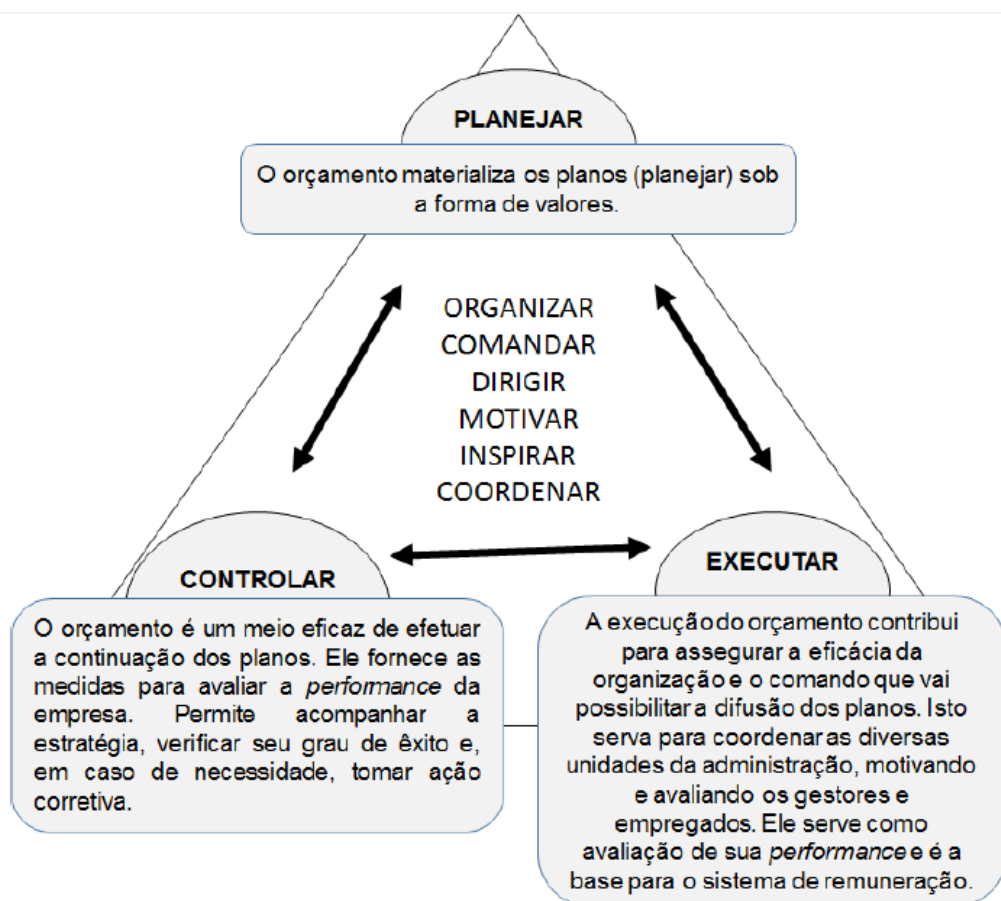 PLANEJAR
O orçamento materializa os planos (planejar) sob
a forma de valores.
ORGANIZAR
COMANDAR
DIRIGIR
MOTIVAR
INSPIRAR
COORDENAR
CONTROLAR
O orçamento é um meio eficaz de efetuar
a continuação dos planos. Ele fornece as
medidas para avaliar a performance da
empresa. Permite acompanhar a
estratégia, verificar seu grau de êxito e,
em caso de necessidade, tomar ação
corretiva.
EXECUTAR
A execução do orçamento contribui
para assegurar a eficácia da
organização e o comando que vai
possibilitar a difusão dos planos. Isto
serva para coordenar as diversas
unidades da administração, motivando
e avaliando os gestores e
empregados. Ele serve como
avaliação de sua performance e é a
base para o sistema de remuneração.